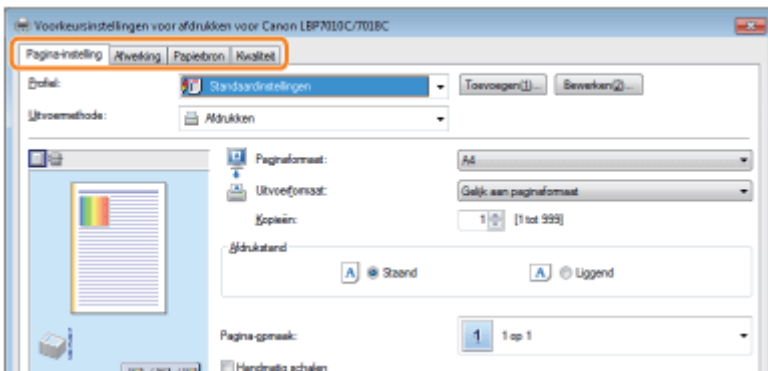 Voorkeursinstellingen voor afdrukken voor Canon LBP7010C/7018C
Pagina-instelling Afwerking Papierbron Kwaliteit
Profiel: Standaardinstellingen Toevoegen(1)... Bewerken(2)...
Uitvoermethode: Afdrukken
Paginaformaat: A4
Uitvoerformaat: Gelijk aan paginaformaat
Kopieën: 1 [1 tot 999]
Afdrukstand
A Staand A Liggend
Pagina-opmaak: 1 1 op 1
Handmatig schalen